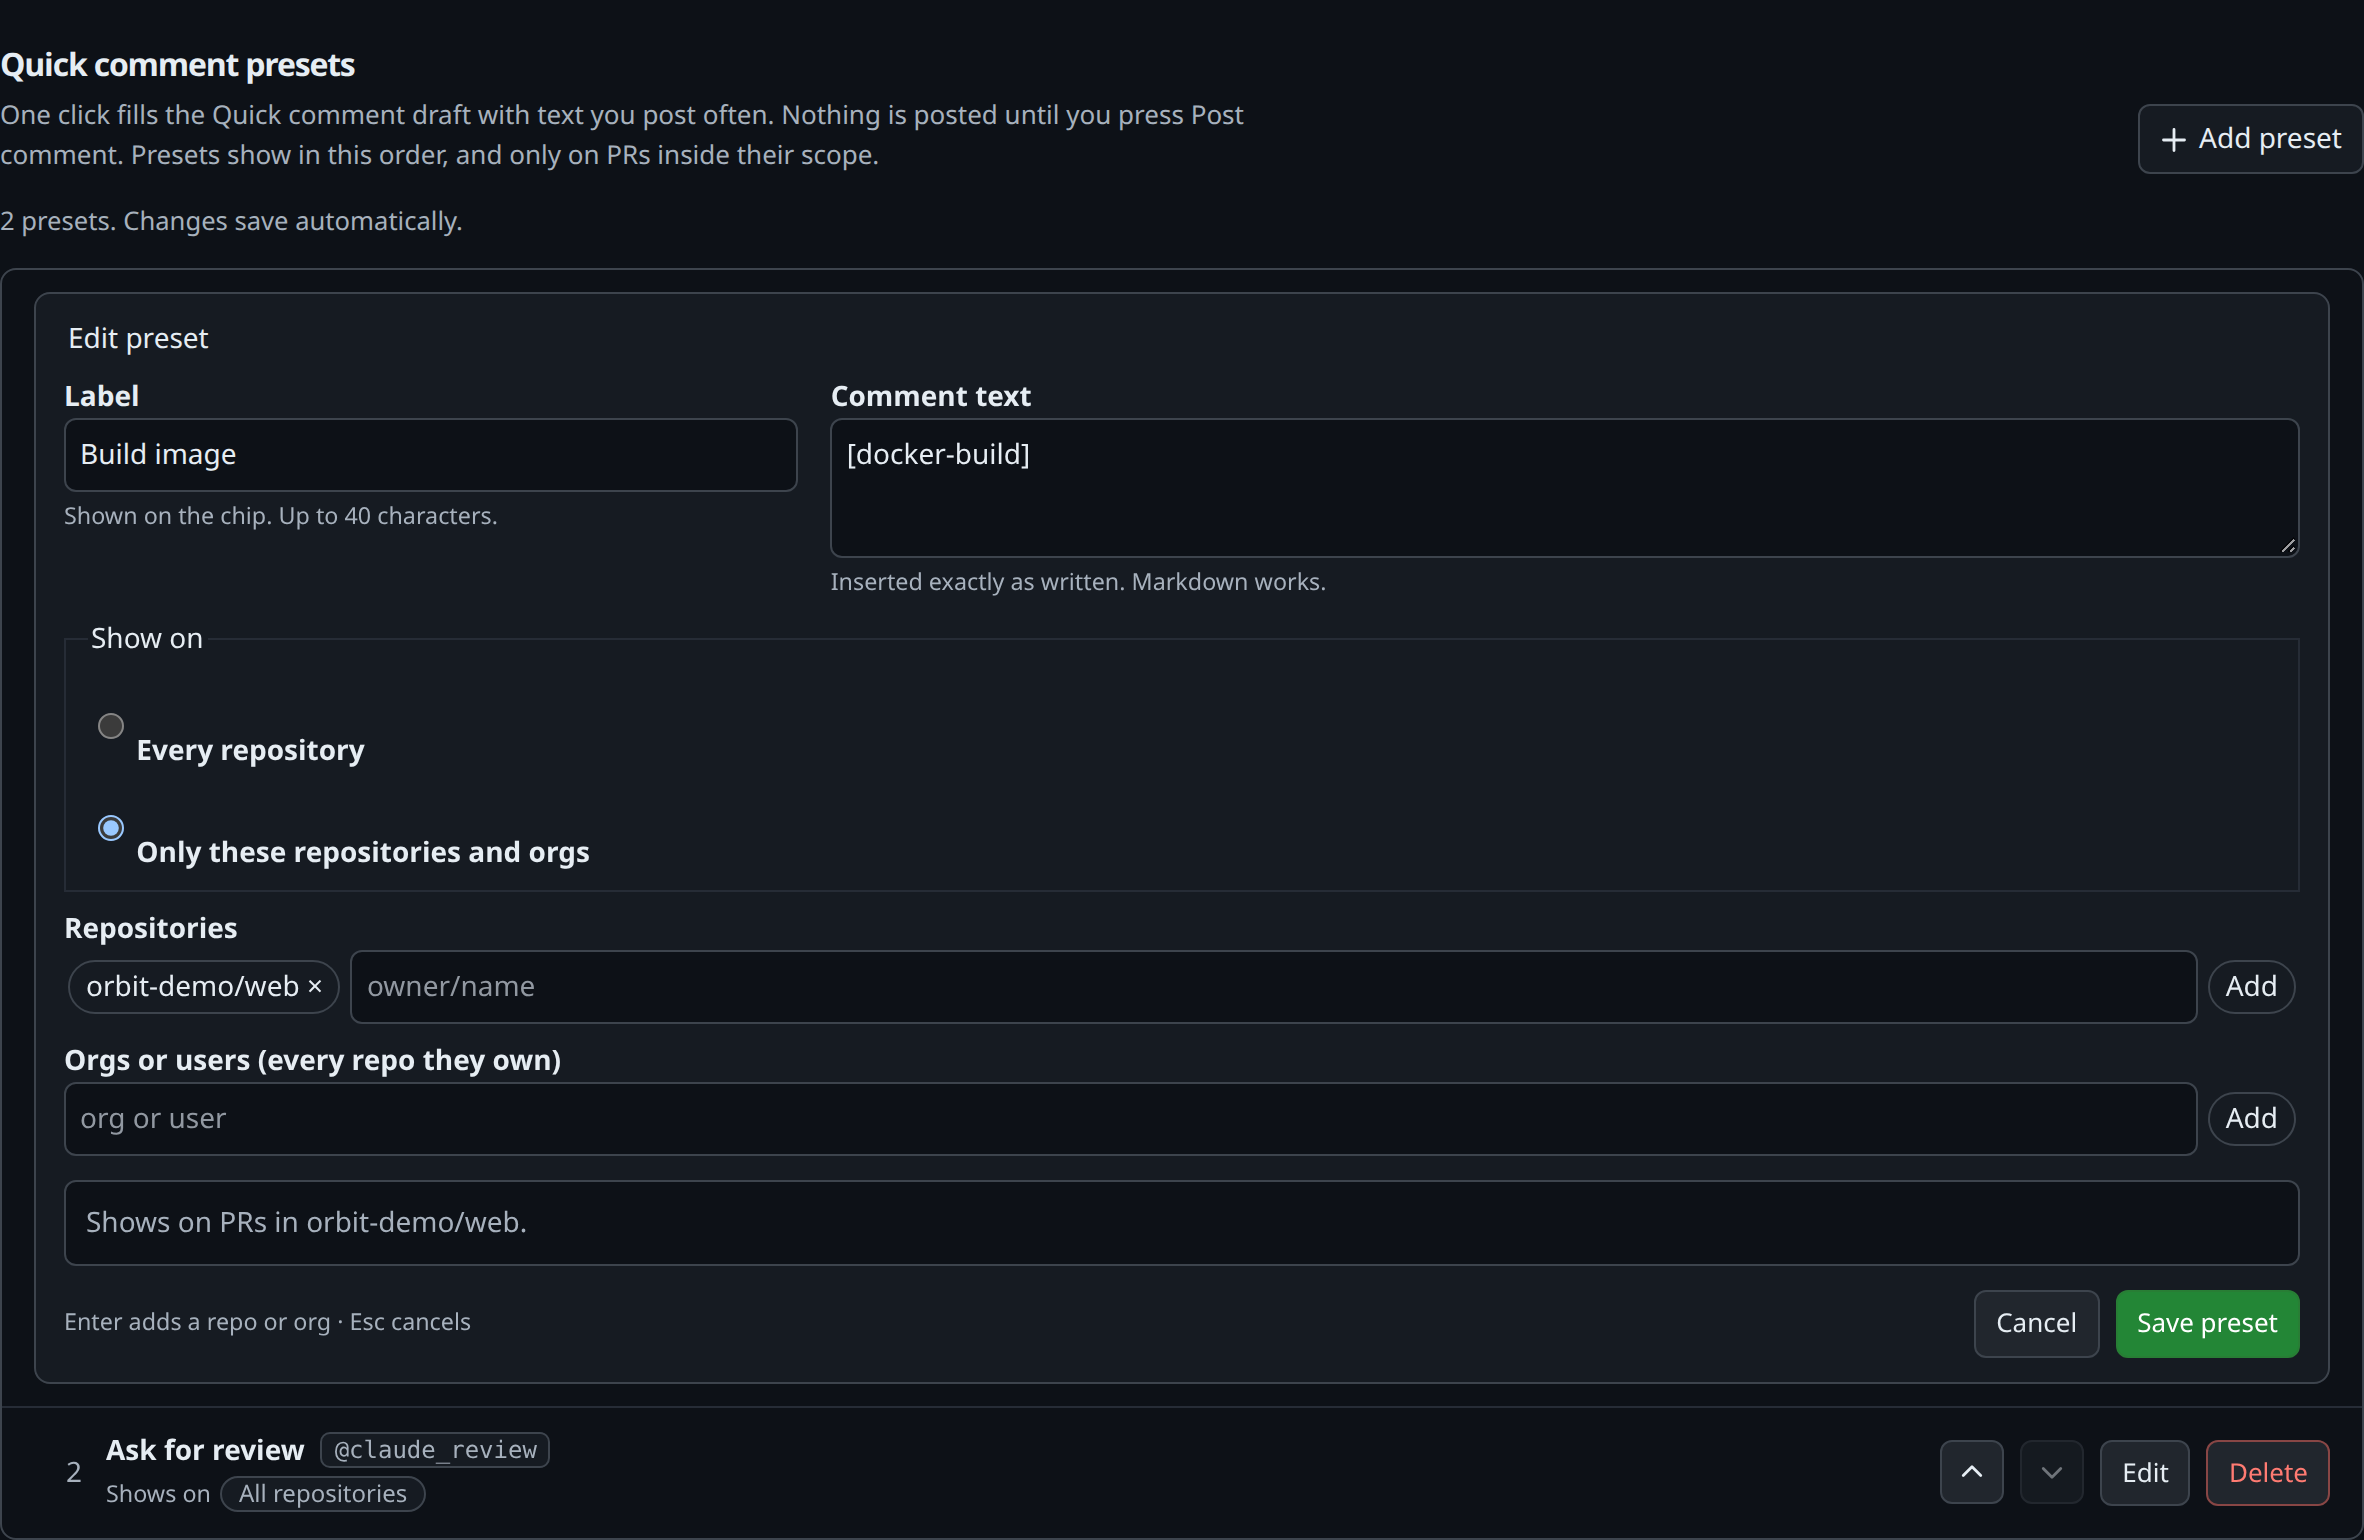 Quick comment presets
One click fills the Quick comment draft with text you post often. Nothing is posted until you press Post
comment. Presets show in this order, and only on PRs inside their scope.
+ Add preset
2 presets. Changes save automatically.
Edit preset
Label
Build image
Shown on the chip. Up to 40 characters.
Comment text
[docker-build]
Inserted exactly as written. Markdown works.
Show on
Every repository
Only these repositories and orgs
Repositories
orbit-demo/web ×
owner/name
Add
Orgs or users (every repo they own)
org or user
Add
Shows on PRs in orbit-demo/web.
Enter adds a repo or org · Esc cancels
Cancel
Save preset
2
Ask for review @claude_review
Shows on All repositories
Edit
Delete